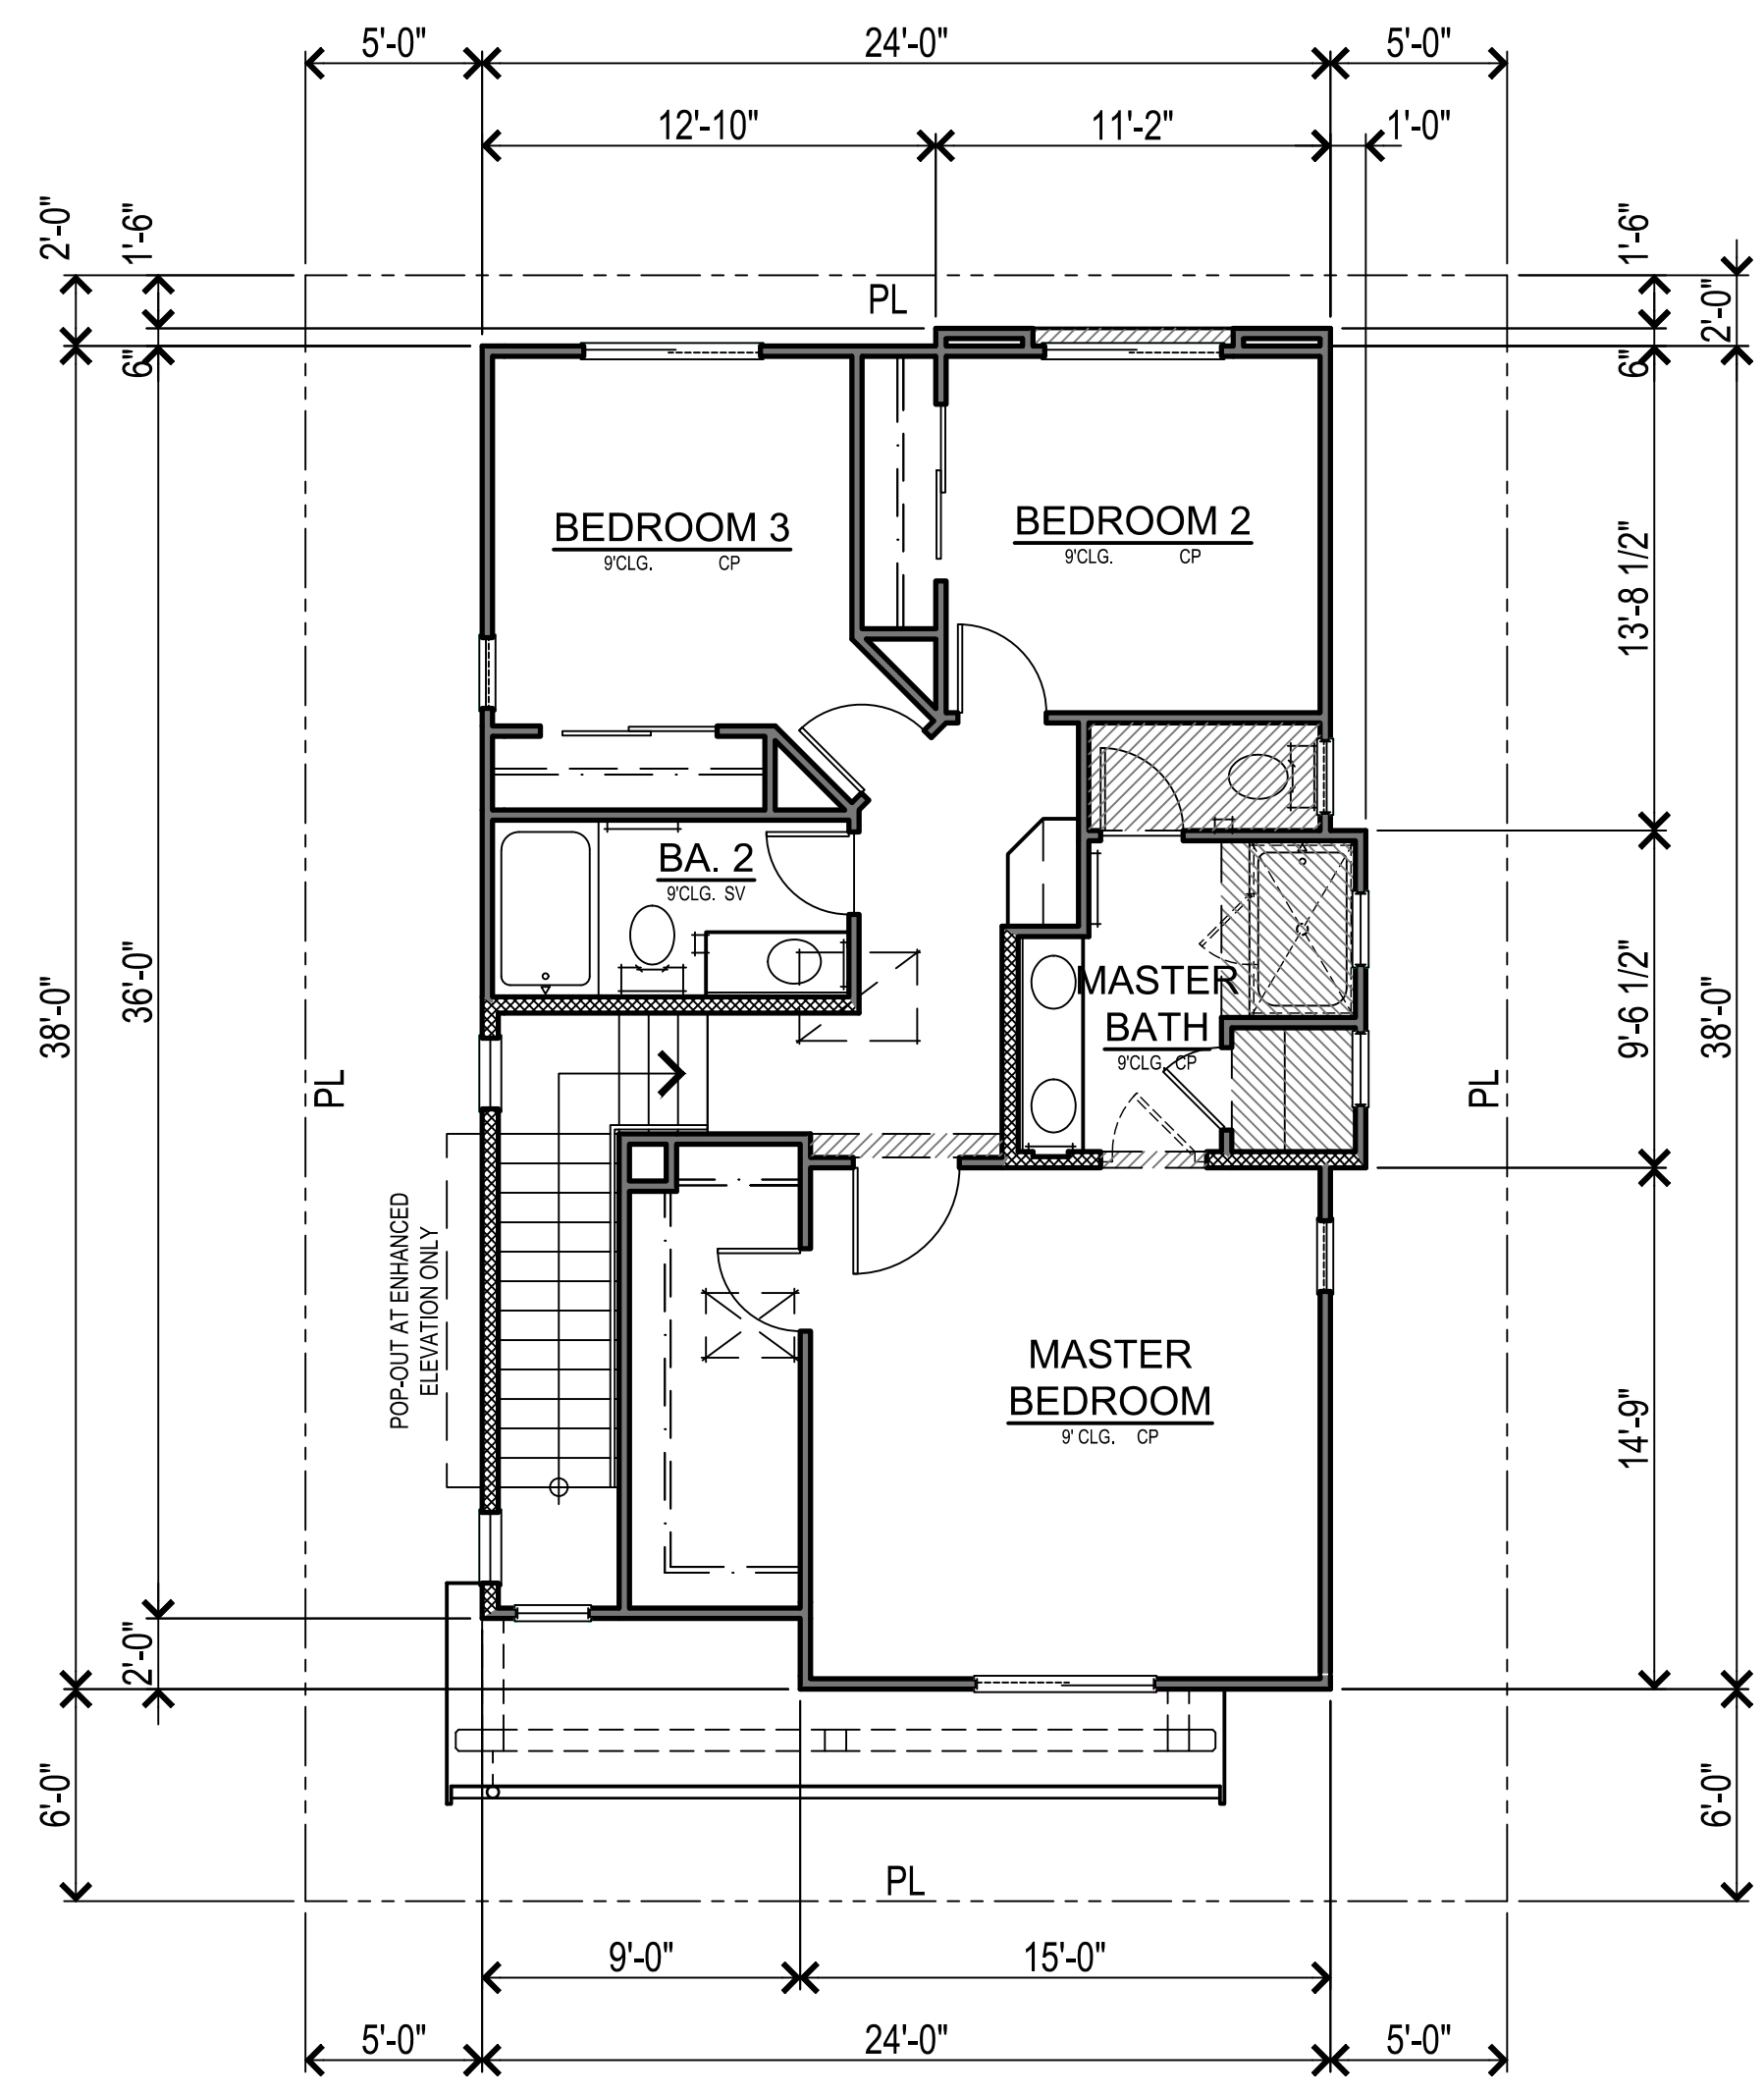 5'-0" 24'-0" 5'-0"
12'-10" 11'-2" 1'-0"
2'-0" 1'-6" 1'-6" 2'-0"
PL
6" 6"
BEDROOM 3
9'CLG. CP
BEDROOM 2
9'CLG. CP
13'-8 1/2"
BA. 2
9'CLG. SV
MASTER
BATH
9'CLG. CP
38'-0" 36'-0"
9'-6 1/2" 38'-0"
PL
PL
POP-OUT AT ENHANCED
ELEVATION ONLY
MASTER
BEDROOM
9' CLG. CP
14'-9"
2'-0"
6'-0" 6'-0"
PL
9'-0" 15'-0"
5'-0" 24'-0" 5'-0"